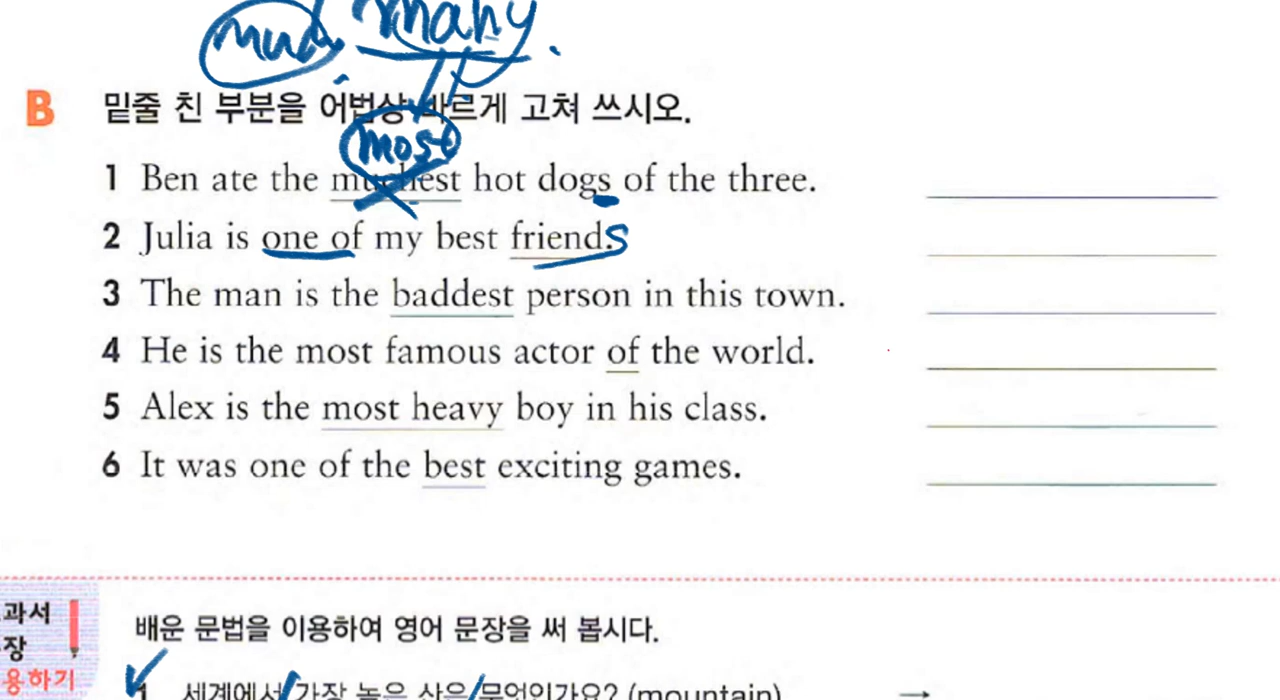 much many.
B 밑줄 친 부분을 어법상 바르게 고쳐 쓰시오.
most
1 Ben ate the muchest hot dogs of the three.
2 Julia is one of my best friend.s
3 The man is the baddest person in this town.
4 He is the most famous actor of the world.
5 Alex is the most heavy boy in his class.
6 It was one of the best exciting games.
과서
장
용하기
배운 문법을 이용하여 영어 문장을 써 봅시다.
1 세계에서 가장 높은 산은 무엇인가요? (mountain) →